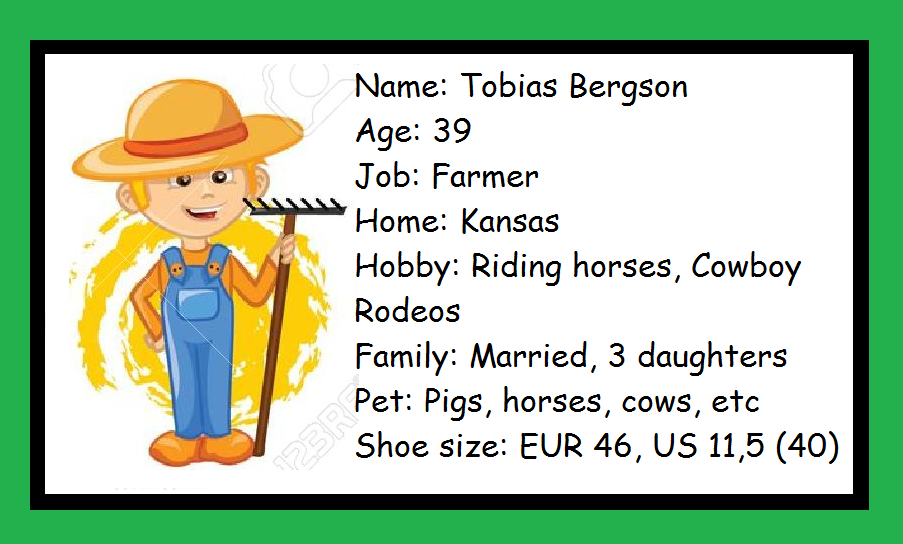 Name: Tobias Bergson
Age: 39
Job: Farmer
Home: Kansas
Hobby: Riding horses, Cowboy
Rodeos
Family: Married, 3 daughters
Pet: Pigs, horses, cows, etc
Shoe size: EUR 46, US 11,5 (40)
123RF